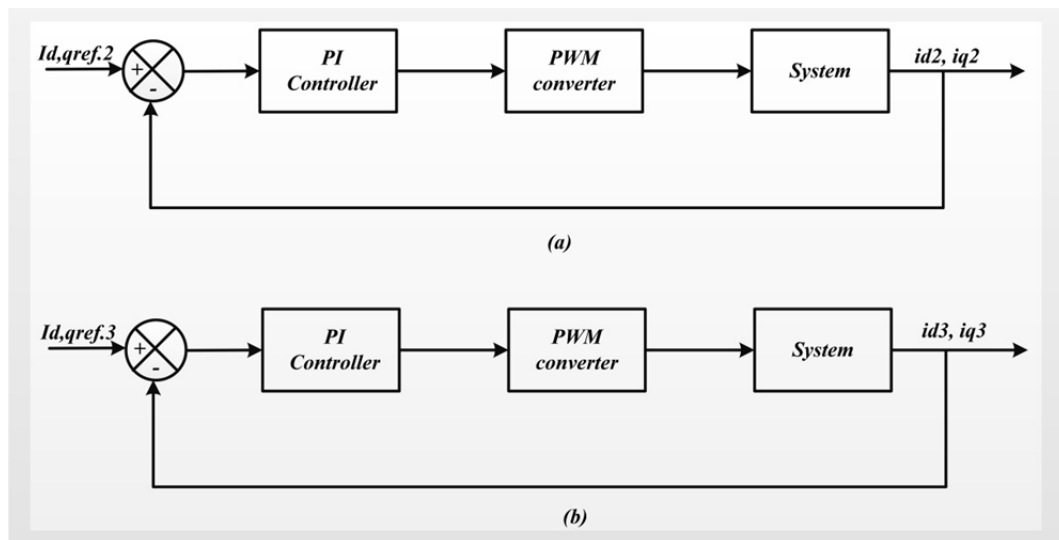 Id,qref.2
+
-
PI
Controller
PWM
converter
System
id2, iq2
(a)
Id,qref.3
+
-
PI
Controller
PWM
converter
System
id3, iq3
(b)